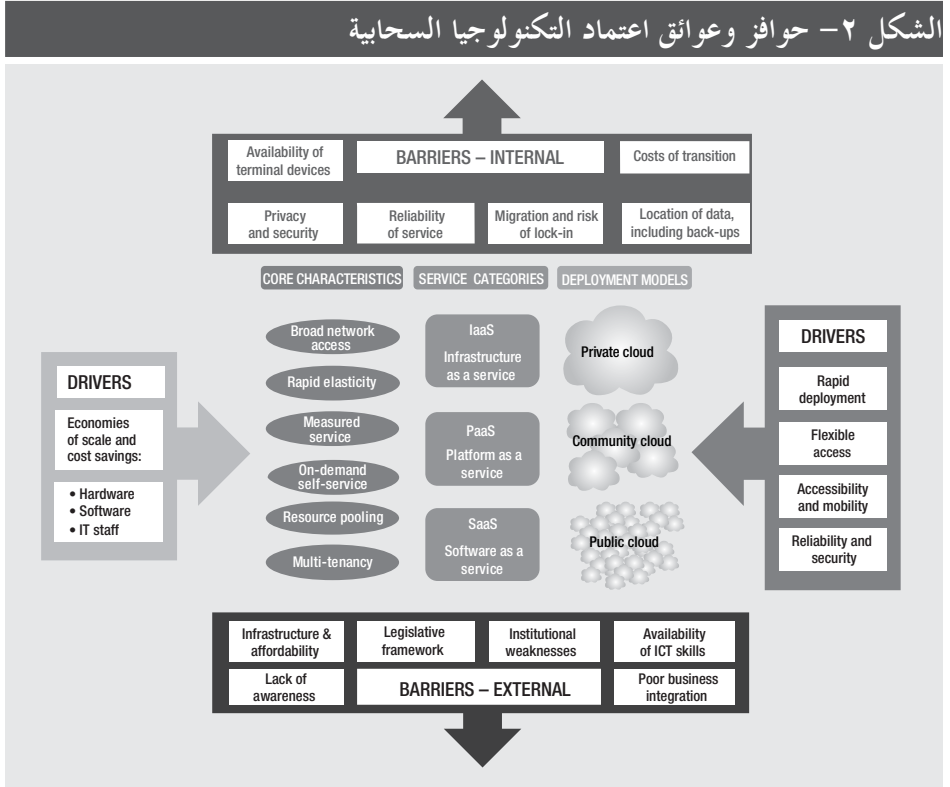 الشكل ٢- حوافز وعوائق اعتماد التكنولوجيا السحابية
Availability of
terminal devices
BARRIERS – INTERNAL
Costs of transition
Privacy
and security
Reliability
of service
Migration and risk
of lock-in
Location of data,
including back-ups
CORE CHARACTERISTICS
SERVICE CATEGORIES
DEPLOYMENT MODELS
DRIVERS
Economies
of scale and
cost savings:
• Hardware
• Software
• IT staff
Broad network
access
Rapid elasticity
Measured
service
On-demand
self-service
Resource pooling
Multi-tenancy
IaaS
Infrastructure
as a service
PaaS
Platform as a
service
SaaS
Software as a
service
Private cloud
Community cloud
Public cloud
DRIVERS
Rapid
deployment
Flexible
access
Accessibility
and mobility
Reliability and
security
Infrastructure &
affordability
Legislative
framework
Institutional
weaknesses
Availability
of ICT skills
Lack of
awareness
BARRIERS – EXTERNAL
Poor business
integration